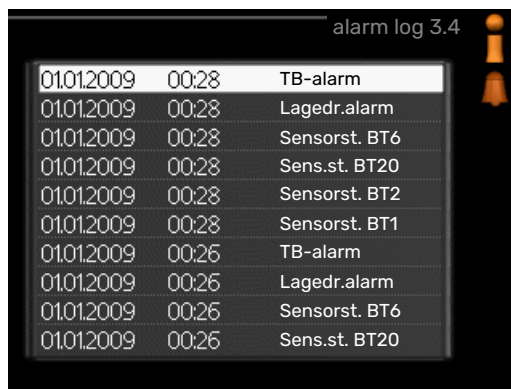 alarm log 3.4
01.01.2009 00:28 TB-alarm
01.01.2009 00:28 Lagedr.alarm
01.01.2009 00:28 Sensorst. BT6
01.01.2009 00:28 Sens.st. BT20
01.01.2009 00:28 Sensorst. BT2
01.01.2009 00:28 Sensorst. BT1
01.01.2009 00:26 TB-alarm
01.01.2009 00:26 Lagedr.alarm
01.01.2009 00:26 Sensorst. BT6
01.01.2009 00:26 Sens.st. BT20